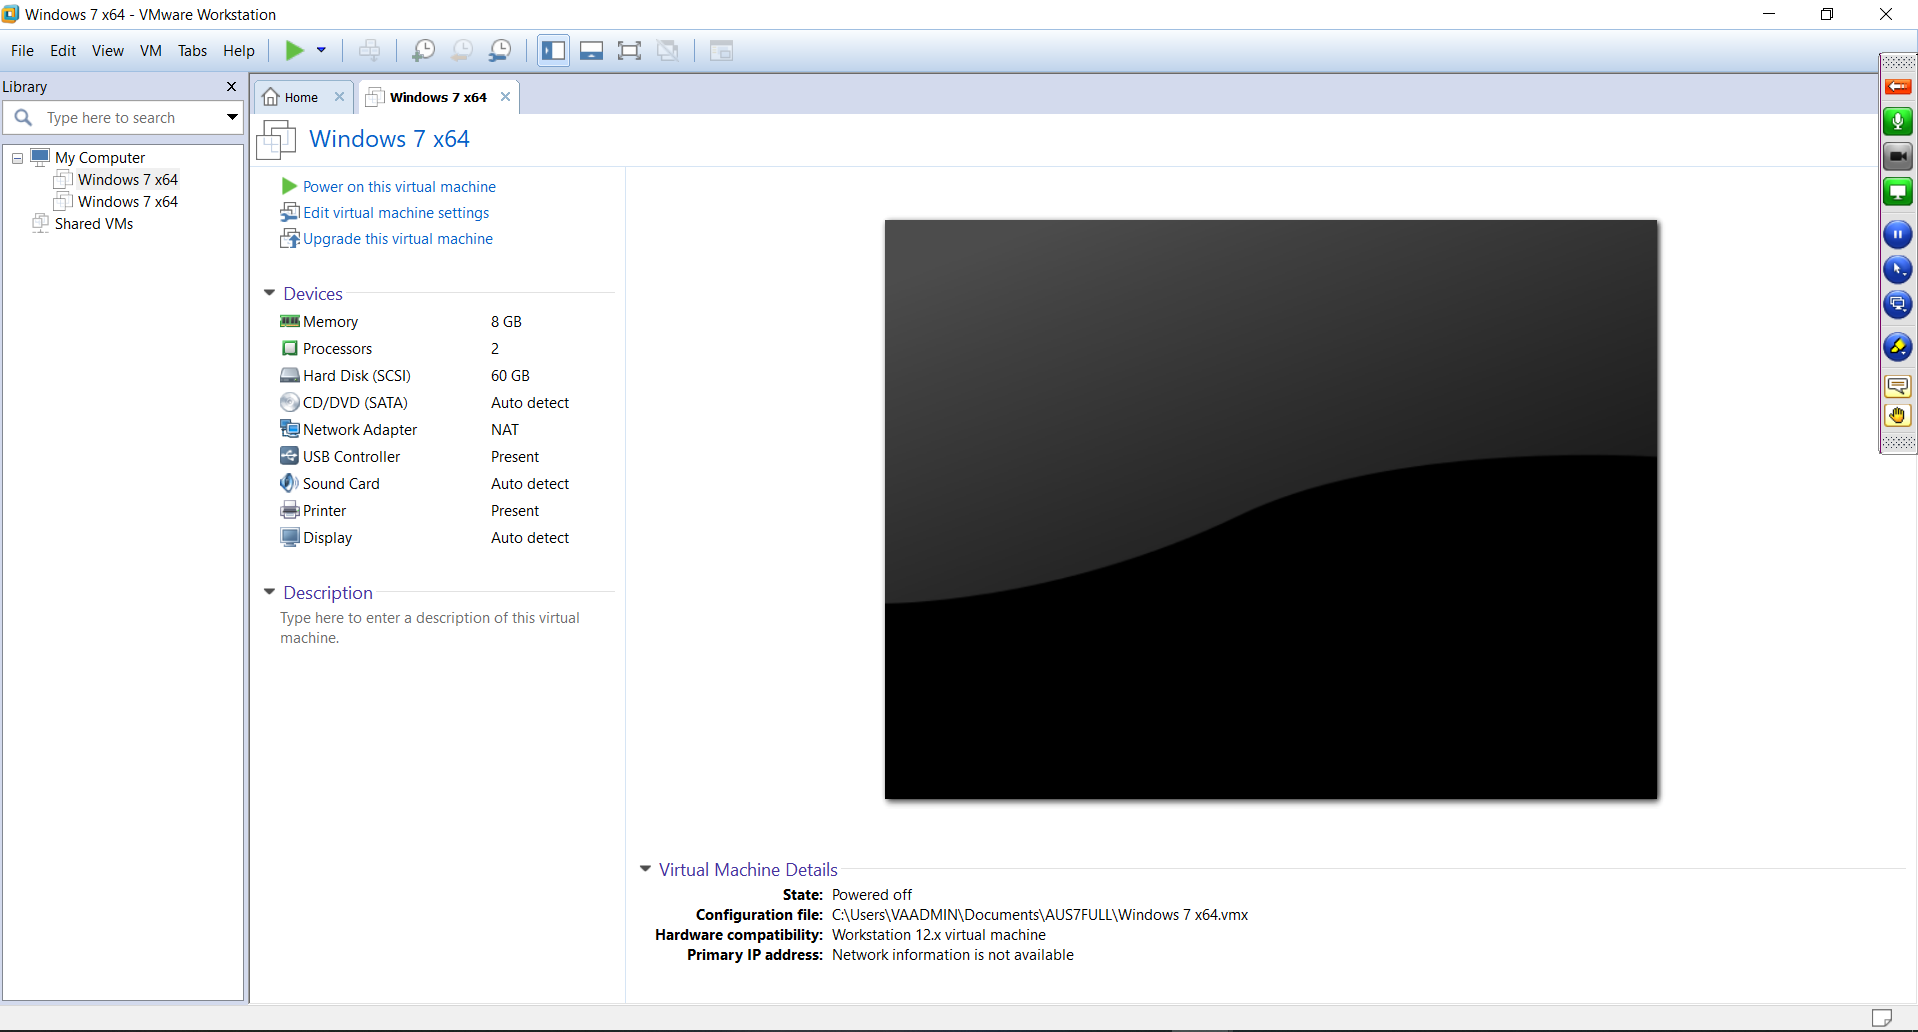 Windows 7 x64 - VMware Workstation
File Edit View VM Tabs Help
Library
Home
Windows 7 x64
Type here to search
Windows 7 x64
My Computer
Windows 7 x64
Windows 7 x64
Shared VMs
Power on this virtual machine
Edit virtual machine settings
Upgrade this virtual machine
Devices
Memory 8 GB
Processors 2
Hard Disk (SCSI) 60 GB
CD/DVD (SATA) Auto detect
Network Adapter NAT
USB Controller Present
Sound Card Auto detect
Printer Present
Display Auto detect
Description
Type here to enter a description of this virtual
machine.
Virtual Machine Details
State: Powered off
Configuration file: C:\Users\VAADMIN\Documents\AUS7FULL\Windows 7 x64.vmx
Hardware compatibility: Workstation 12.x virtual machine
Primary IP address: Network information is not available